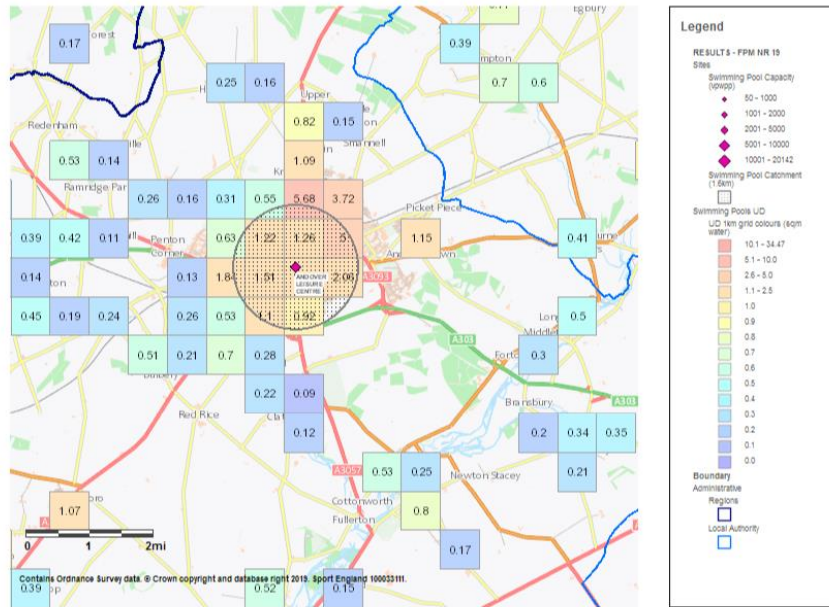 Egbury
0.17
0.39
0.25
0.16
0.7
0.6
Upper
0.82
0.15
Redenham
Smannell
0.53
0.14
1.09
0.26
0.16
0.31
0.55
5.68
3.72
Picket Piece
0.39
0.42
0.11
Penton
Corner
0.63
1.22
1.26
1.15
0.41
0.14
0.13
1.84
1.51
2.06
ANDOVER
LEISURE
CENTRE
A3093
0.45
0.19
0.24
0.26
0.53
1.1
0.92
0.5
A303
0.51
0.21
0.7
0.28
0.3
0.22
0.09
Bransbury
A303
Red Rice
0.12
0.2
0.34
0.35
A3057
0.53
0.25
Newton Stacey
0.21
Cottonworth
Fullerton
1.07
0.8
0.17
0 1 2mi
Contains Ordnance Survey data. © Crown copyright and database right 2019. Sport England 100033111.
0.39
0.52
0.15
Legend
RESULTS - FPM NR 19
Sites
Swimming Pool Capacity
(vpwpp)
50 - 1000
1001 - 2000
2001 - 5000
5001 - 10000
10001 - 20142
Swimming Pool Catchment
(1.6km)
Swimming Pools UD
UD 1km grid colours (sqm
water)
10.1 - 34.47
5.1 - 10.0
2.6 - 5.0
1.1 - 2.5
1.0
0.9
0.8
0.7
0.6
0.5
0.4
0.3
0.2
0.1
0.0
Boundary
Administrative
Regions
Local Authority